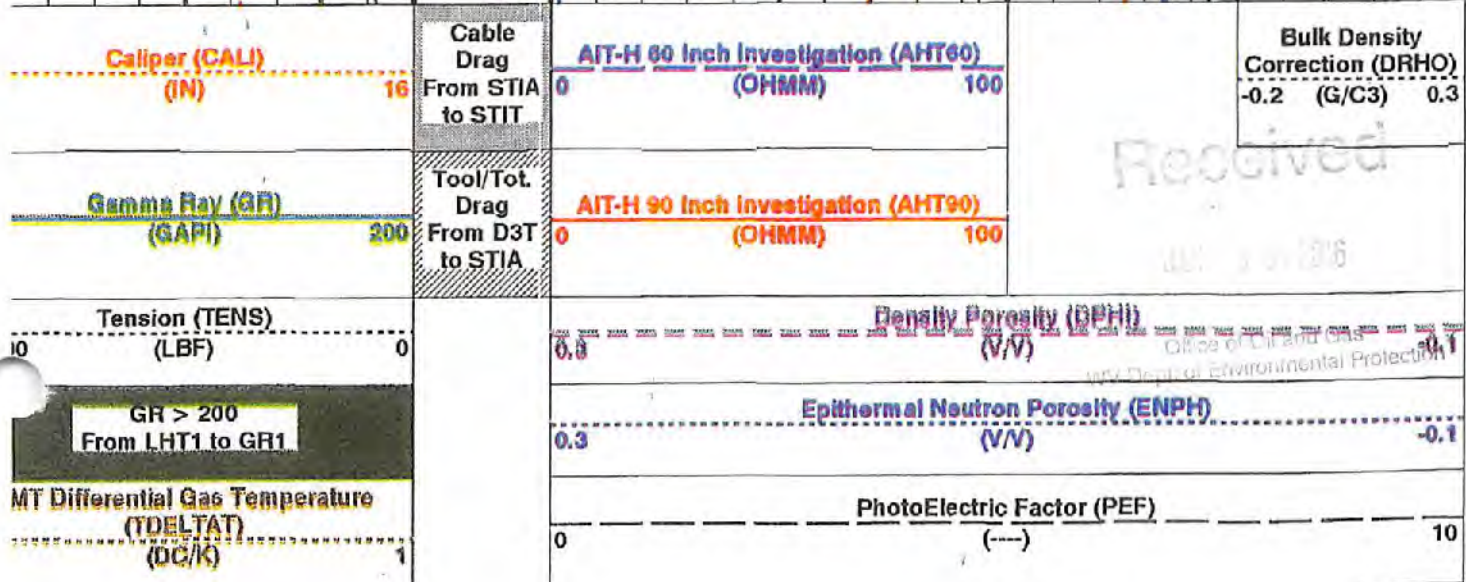 Caliper (CALI)
(IN) 16
Cable
Drag
From STIA
to STIT
AIT-H 60 Inch Investigation (AHT60)
0 (OHMM) 100
Bulk Density
Correction (DRHO)
-0.2 (G/C3) 0.3
Received
Gamma Ray (GR)
(GAPI) 200
Tool/Tot.
Drag
From D3T
to STIA
AIT-H 90 Inch Investigation (AHT90)
0 (OHMM) 100
Tension (TENS)
(LBF) 0
Density Porosity (DPHI)
0.3 (V/V) -0.1
Office of Oil and Gas
WV Dept. of Environmental Protection
GR > 200
From LHT1 to GR1
Epithermal Neutron Porosity (ENPH)
0.3 (V/V) -0.1
MT Differential Gas Temperature
(TDELTAT)
(DC/K) 1
PhotoElectric Factor (PEF)
0 (----) 10